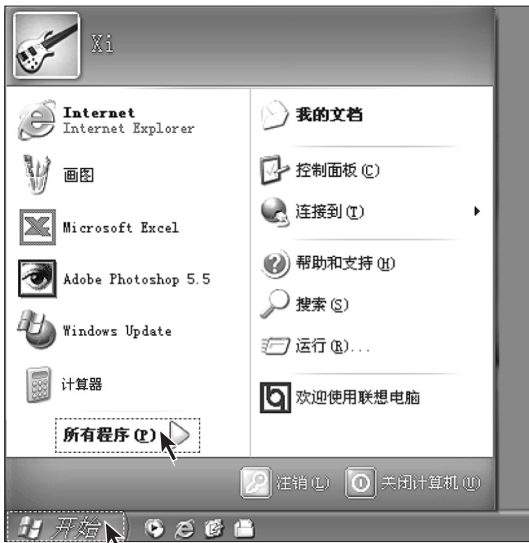 Xi
Internet
Internet Explorer
画图
Microsoft Excel
Adobe Photoshop 5.5
Windows Update
计算器
所有程序(P)
我的文档
控制面板(C)
连接到(T)
帮助和支持(H)
搜索(S)
运行(R)...
欢迎使用联想电脑
注销(L)
关闭计算机(U)
开始